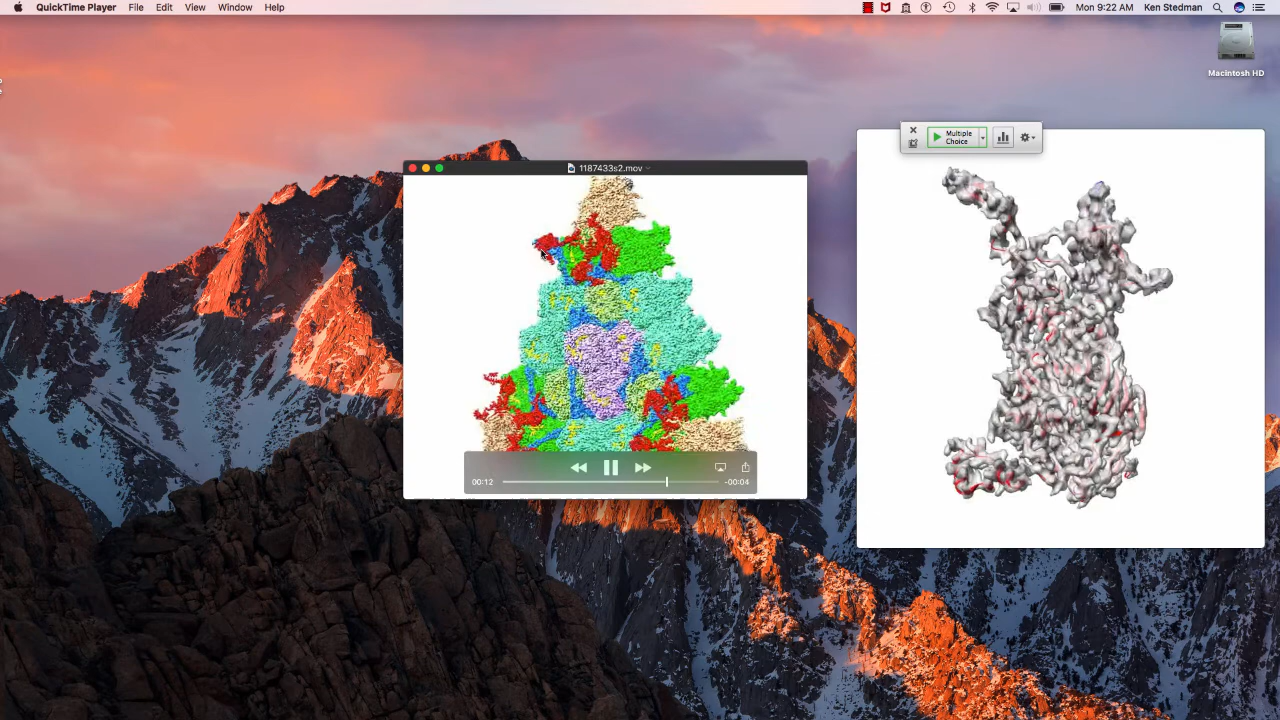 QuickTime Player File Edit View Window Help Mon 9:22 AM Ken Stedman
Macintosh HD
Multiple
Choice
1187433s2.mov
00:12 -00:04